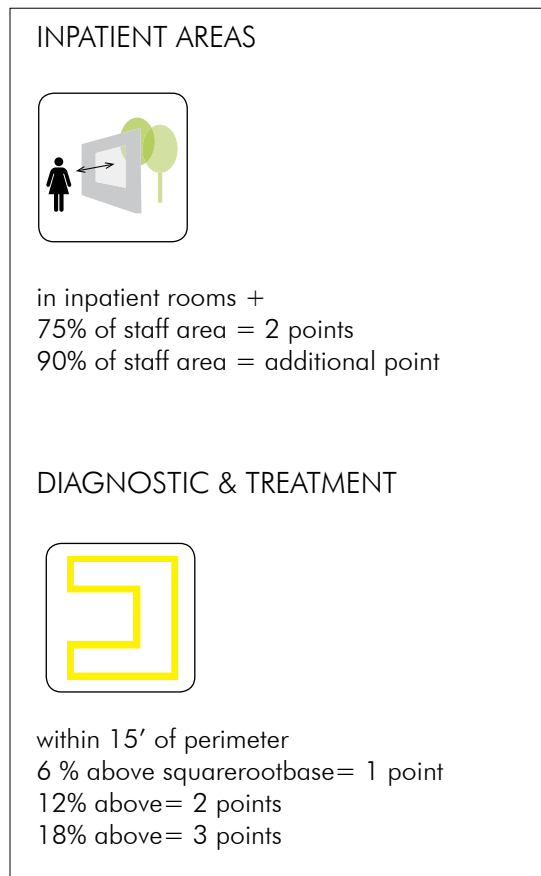 INPATIENT AREAS
in inpatient rooms +
75% of staff area = 2 points
90% of staff area = additional point
DIAGNOSTIC & TREATMENT
within 15’ of perimeter
6 % above squarerootbase= 1 point
12% above= 2 points
18% above= 3 points